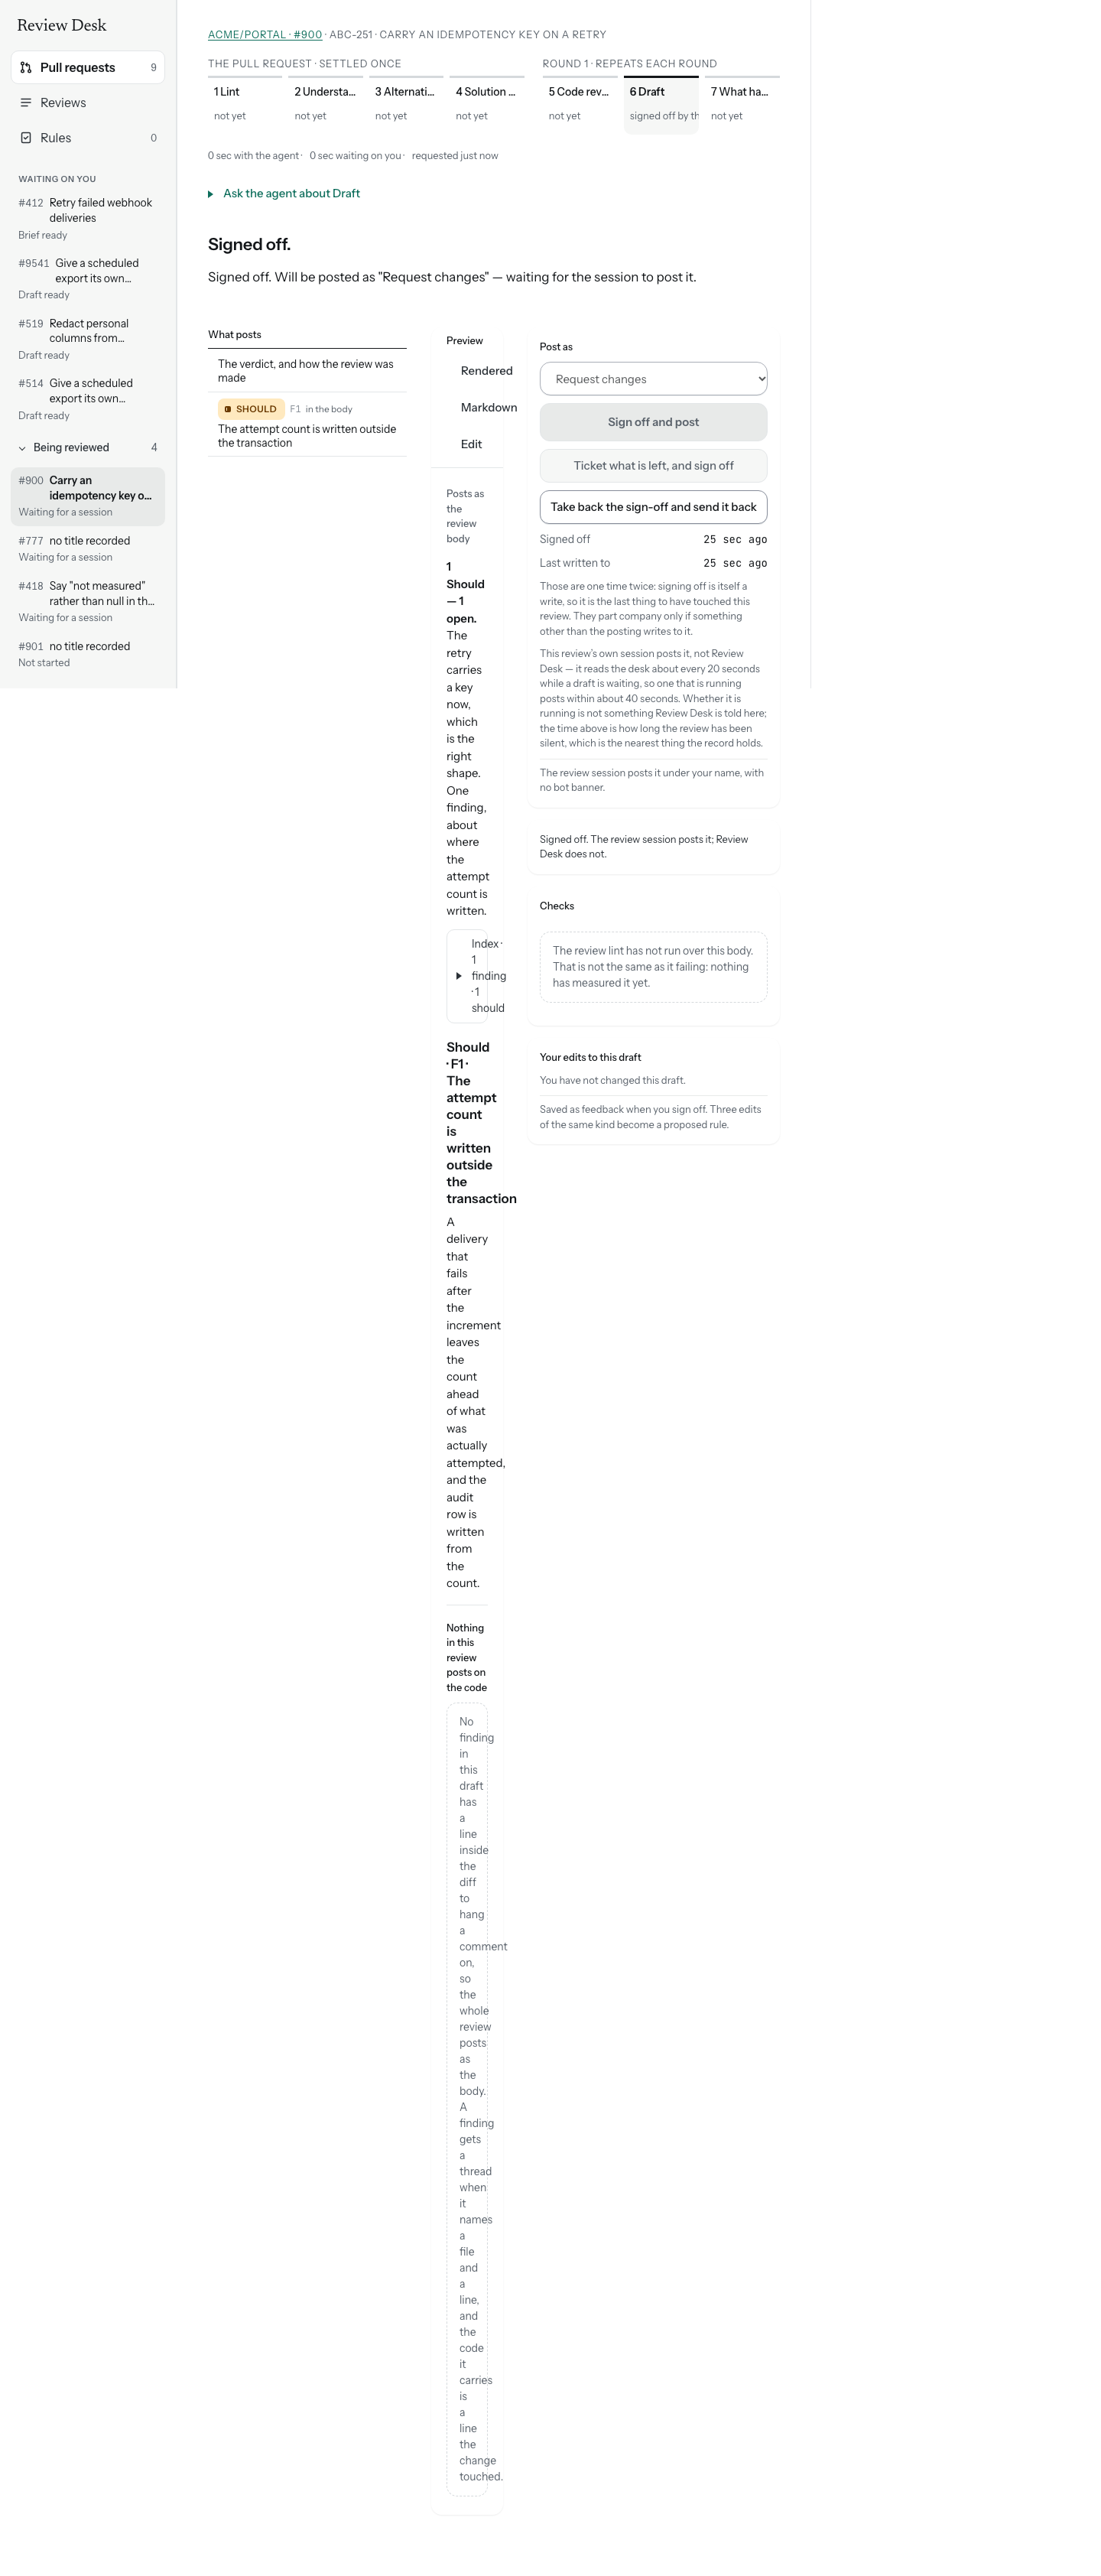 Review Desk
Pull requests 9
Reviews
Rules 0
WAITING ON YOU
#412 Retry failed webhook
deliveries
Brief ready
#9541 Give a scheduled
export its own...
Draft ready
#519 Redact personal
columns from...
Draft ready
#514 Give a scheduled
export its own...
Draft ready
Being reviewed 4
#900 Carry an
idempotency key o...
Waiting for a session
#777 no title recorded
Waiting for a session
#418 Say "not measured"
rather than null in th...
Waiting for a session
#901 no title recorded
Not started
ACME/PORTAL · #900 · ABC-251 · CARRY AN IDEMPOTENCY KEY ON A RETRY
THE PULL REQUEST · SETTLED ONCE
1 Lint
not yet
2 Understa...
not yet
3 Alternati...
not yet
4 Solution ...
not yet
ROUND 1 · REPEATS EACH ROUND
5 Code rev...
not yet
6 Draft
signed off by th
7 What ha...
not yet
0 sec with the agent · 0 sec waiting on you · requested just now
Ask the agent about Draft
Signed off.
Signed off. Will be posted as "Request changes" — waiting for the session to post it.
What posts
The verdict, and how the review was
made
SHOULD F1 in the body
The attempt count is written outside
the transaction
Preview
Rendered
Markdown
Edit
Posts as
the
review
body
1
Should
— 1
open.
The
retry
carries
a key
now,
which
is the
right
shape.
One
finding,
about
where
the
attempt
count is
written.
Index ·
1
finding
· 1
should
Should
· F1 ·
The
attempt
count
is
written
outside
the
transaction
A
delivery
that
fails
after
the
increment
leaves
the
count
ahead
of what
was
actually
attempted,
and the
audit
row is
written
from
the
count.
Nothing
in this
review
posts on
the code
No
finding
in
this
draft
has
a
line
inside
the
diff
to
hang
a
comment
on,
so
the
whole
review
posts
as
the
body.
A
finding
gets
a
thread
when
it
names
a
file
and
a
line,
and
the
code
it
carries
is
a
line
the
change
touched.
Post as
Request changes
Sign off and post
Ticket what is left, and sign off
Take back the sign-off and send it back
Signed off 25 sec ago
Last written to 25 sec ago
Those are one time twice: signing off is itself a
write, so it is the last thing to have touched this
review. They part company only if something
other than the posting writes to it.
This review's own session posts it, not Review
Desk — it reads the desk about every 20 seconds
while a draft is waiting, so one that is running
posts within about 40 seconds. Whether it is
running is not something Review Desk is told here;
the time above is how long the review has been
silent, which is the nearest thing the record holds.
The review session posts it under your name, with
no bot banner.
Signed off. The review session posts it; Review
Desk does not.
Checks
The review lint has not run over this body.
That is not the same as it failing: nothing
has measured it yet.
Your edits to this draft
You have not changed this draft.
Saved as feedback when you sign off. Three edits
of the same kind become a proposed rule.